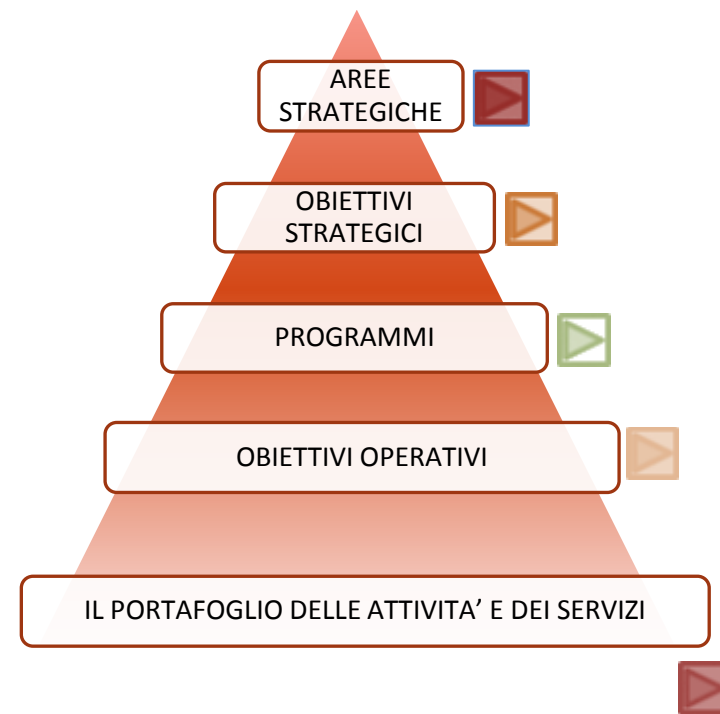 AREE
STRATEGICHE
OBIETTIVI
STRATEGICI
PROGRAMMI
OBIETTIVI OPERATIVI
IL PORTAFOGLIO DELLE ATTIVITA’ E DEI SERVIZI